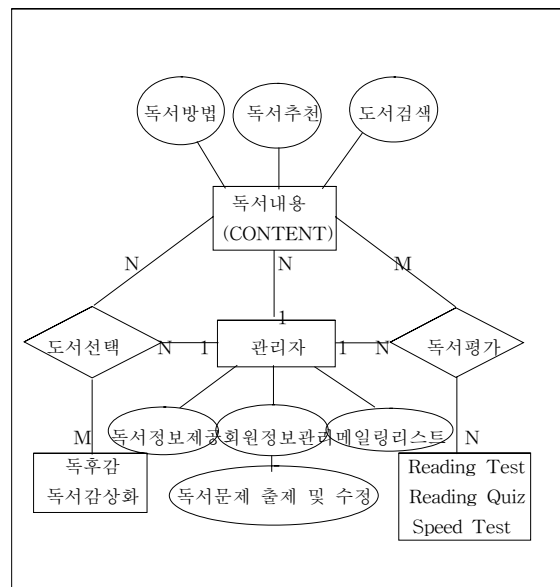 독서방법
독서추천
도서검색
독서내용
(CONTENT)
N
N
M
1
도서선택
N
1
관리자
1
N
독서평가
독서정보제공
회원정보관리
메일링리스트
M
N
독후감
독서감상화
독서문제 출제 및 수정
Reading Test
Reading Quiz
Speed Test